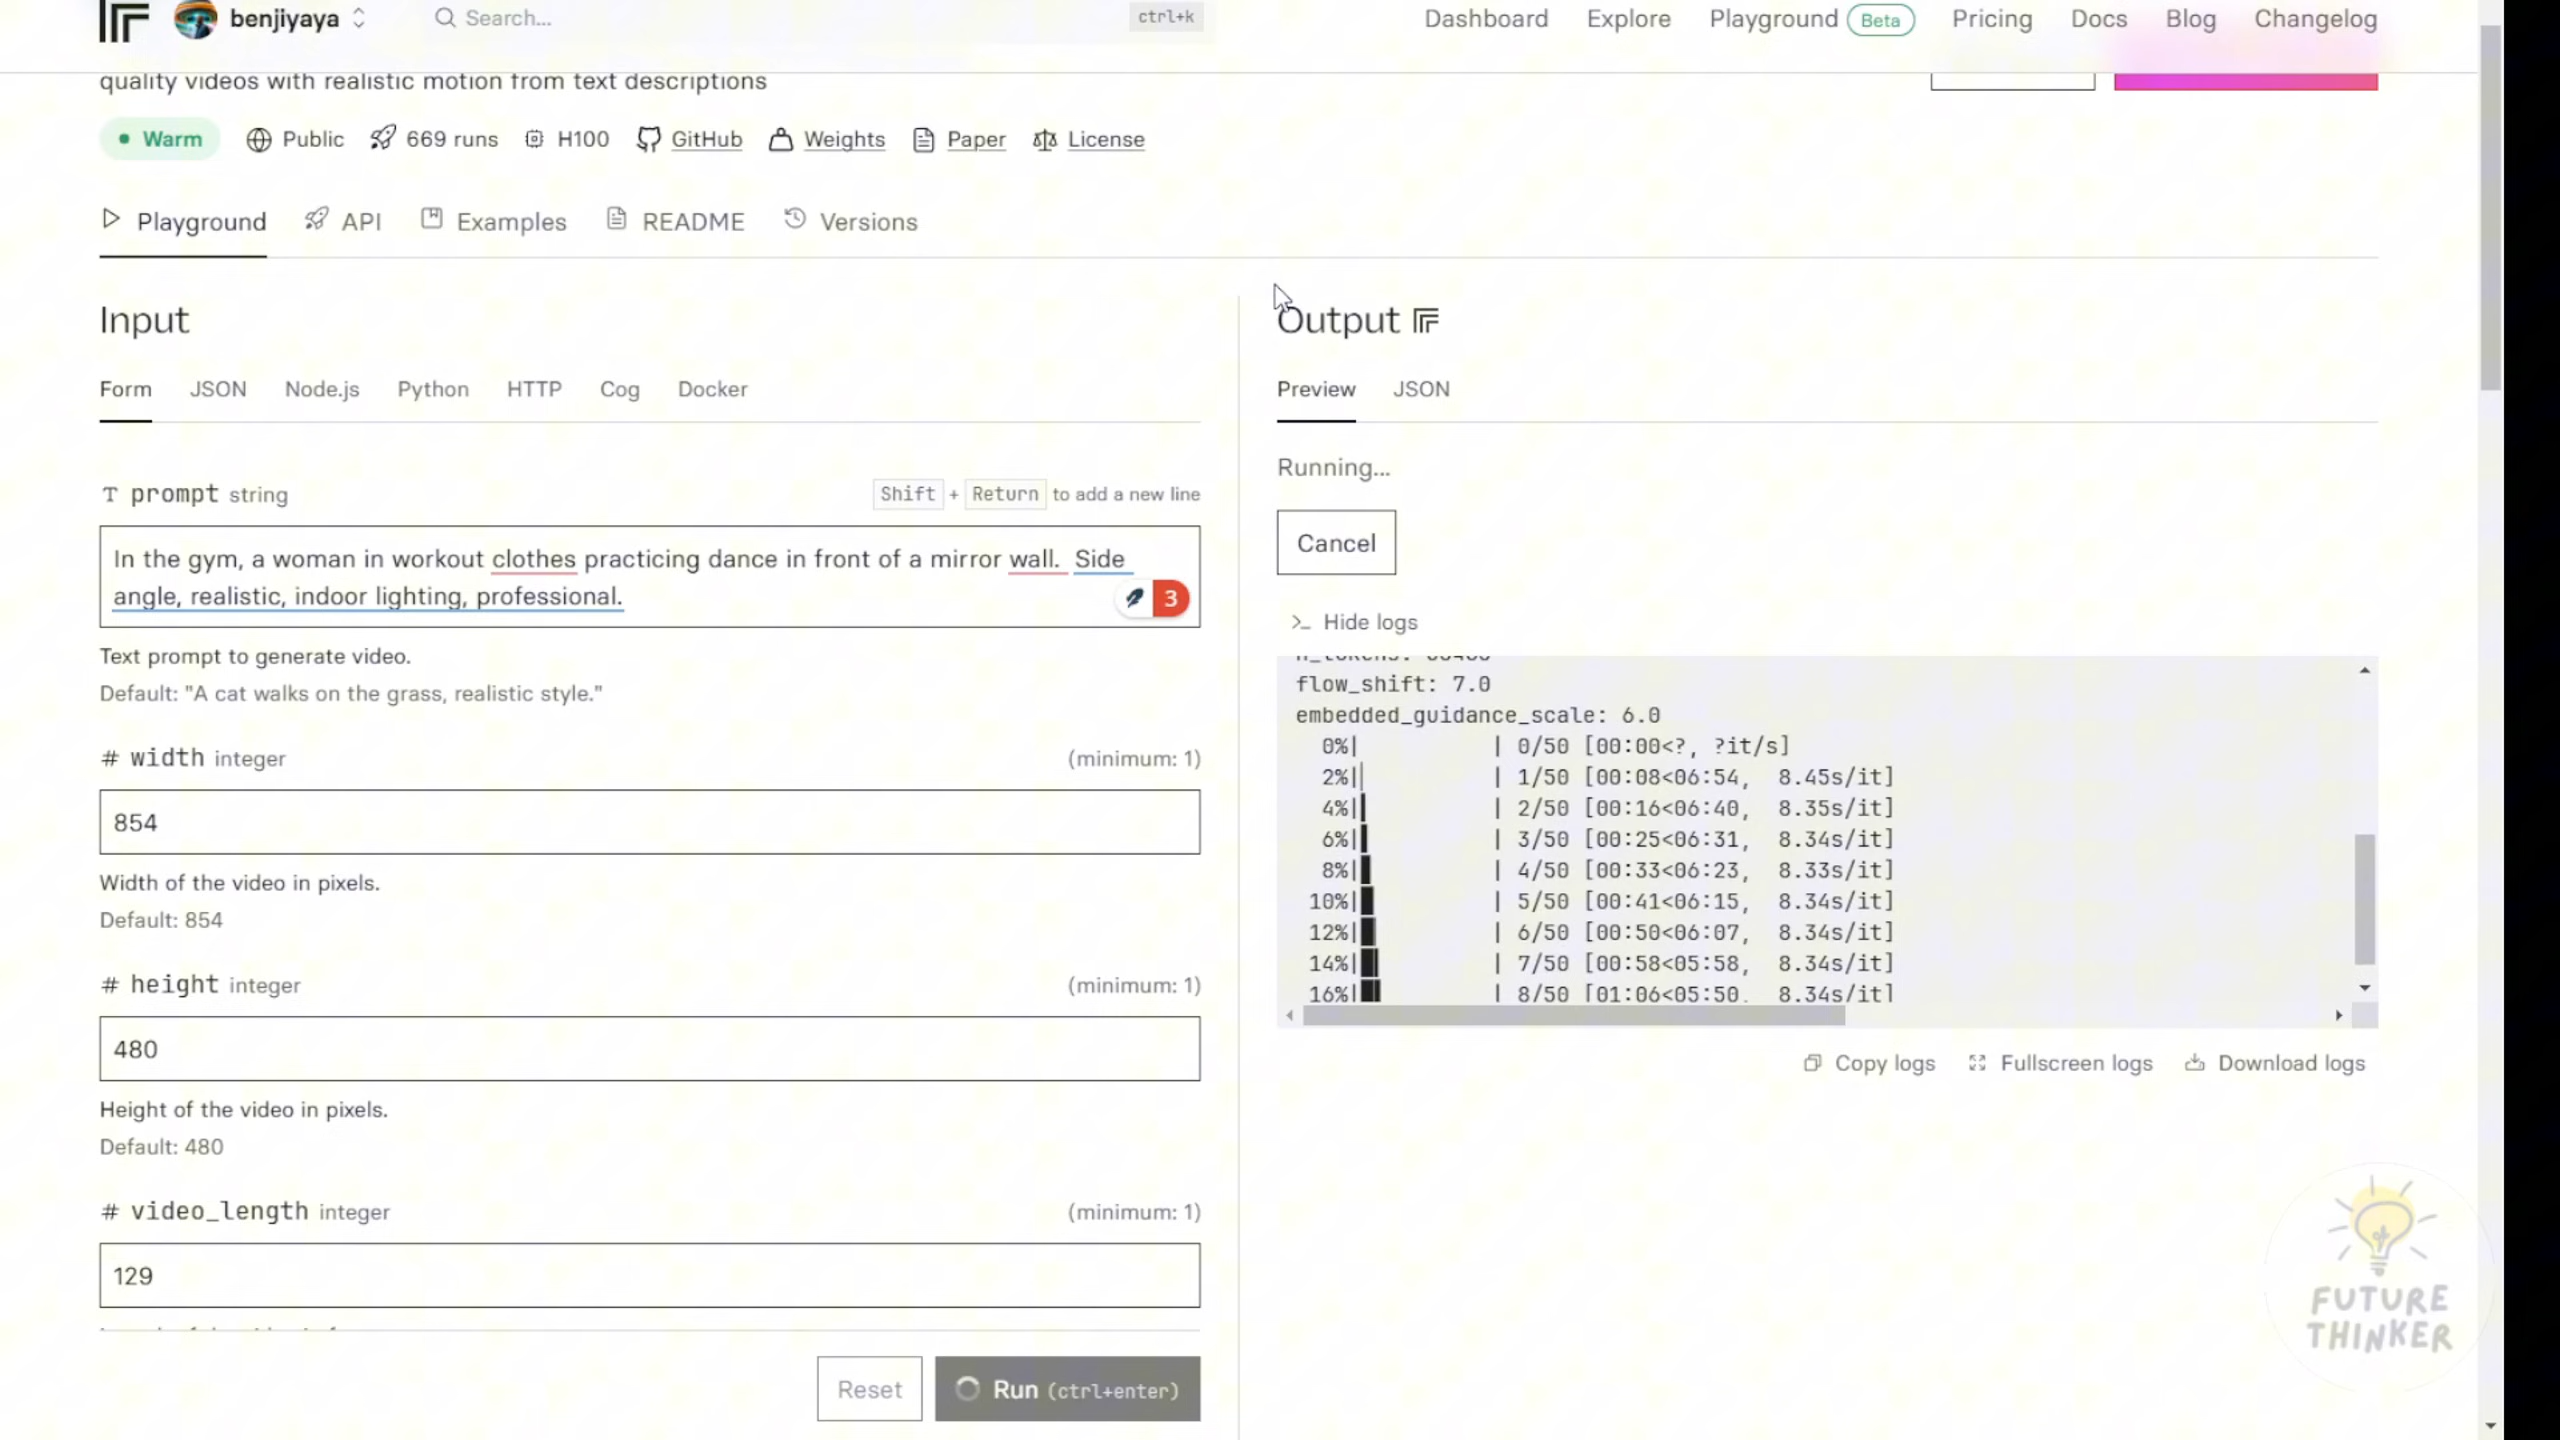 benjiyaya
Search...
ctrl+k
Dashboard
Explore
Playground Beta
Pricing
Docs
Blog
Changelog
quality videos with realistic motion from text descriptions
Warm
Public
669 runs
H100
GitHub
Weights
Paper
License
Playground
API
Examples
README
Versions
Input
Form
JSON
Node.js
Python
HTTP
Cog
Docker
T prompt string
Shift + Return to add a new line
In the gym, a woman in workout clothes practicing dance in front of a mirror wall.  Side
angle, realistic, indoor lighting, professional.
3
Text prompt to generate video.
Default: "A cat walks on the grass, realistic style."
# width integer
(minimum: 1)
854
Width of the video in pixels.
Default: 854
# height integer
(minimum: 1)
480
Height of the video in pixels.
Default: 480
# video_length integer
(minimum: 1)
129
Reset
Run (ctrl+enter)
Output
Preview
JSON
Running...
Cancel
>_ Hide logs
flow_shift: 7.0
embedded_guidance_scale: 6.0
0%| | 0/50 [00:00<?, ?it/s]
2%| | 1/50 [00:08<06:54, 8.45s/it]
4%| | 2/50 [00:16<06:40, 8.35s/it]
6%| | 3/50 [00:25<06:31, 8.34s/it]
8%| | 4/50 [00:33<06:23, 8.33s/it]
10%| | 5/50 [00:41<06:15, 8.34s/it]
12%| | 6/50 [00:50<06:07, 8.34s/it]
14%| | 7/50 [00:58<05:58, 8.34s/it]
16%| | 8/50 [01:06<05:50, 8.34s/it]
Copy logs
Fullscreen logs
Download logs
FUTURE
THINKER